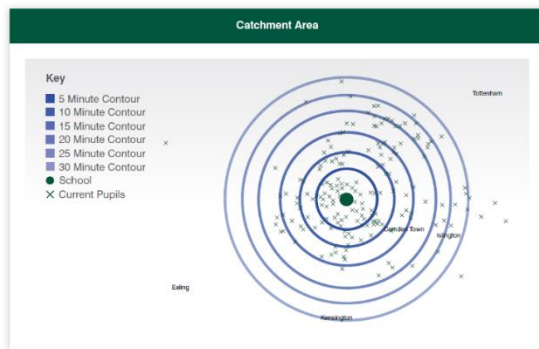 Catchment Area
Key
5 Minute Contour
10 Minute Contour
15 Minute Contour
20 Minute Contour
25 Minute Contour
30 Minute Contour
School
Current Pupils
Tottenham
Camden Town
Islington
Ealing
Kensington